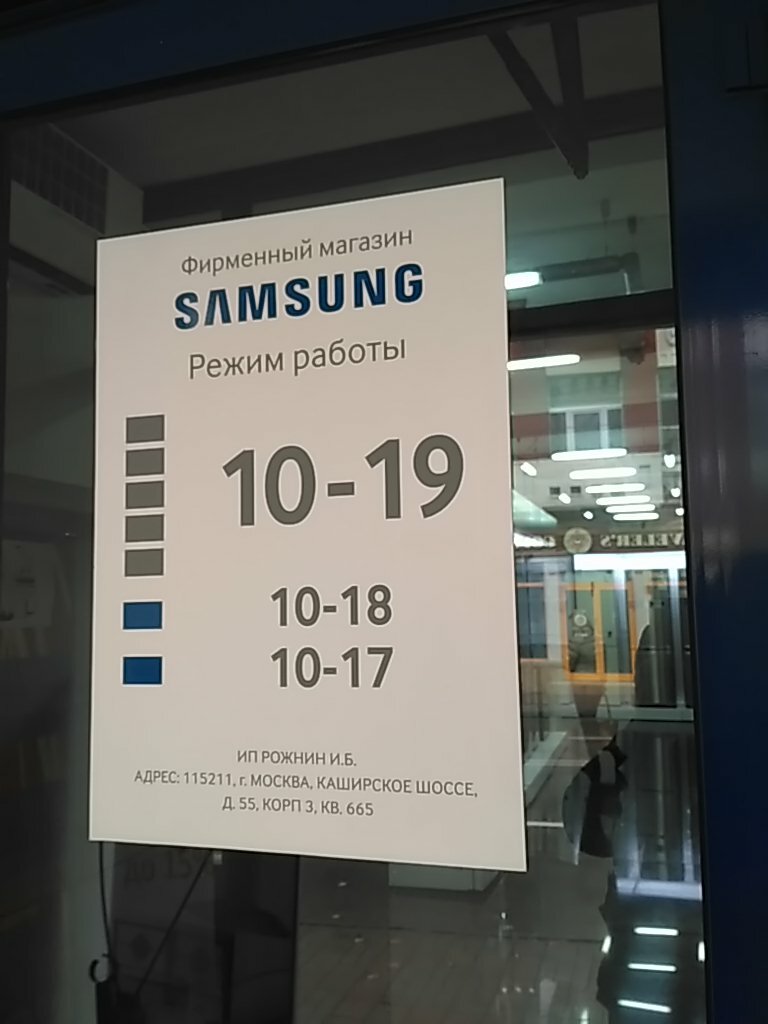 Фирменный магазин
SAMSUNG
Режим работы
10-19
10-18
10-17
ИП РОЖНИН И.Б.
АДРЕС: 115211, г. МОСКВА, КАШИРСКОЕ ШОССЕ,
Д. 55, КОРП 3, КВ. 665